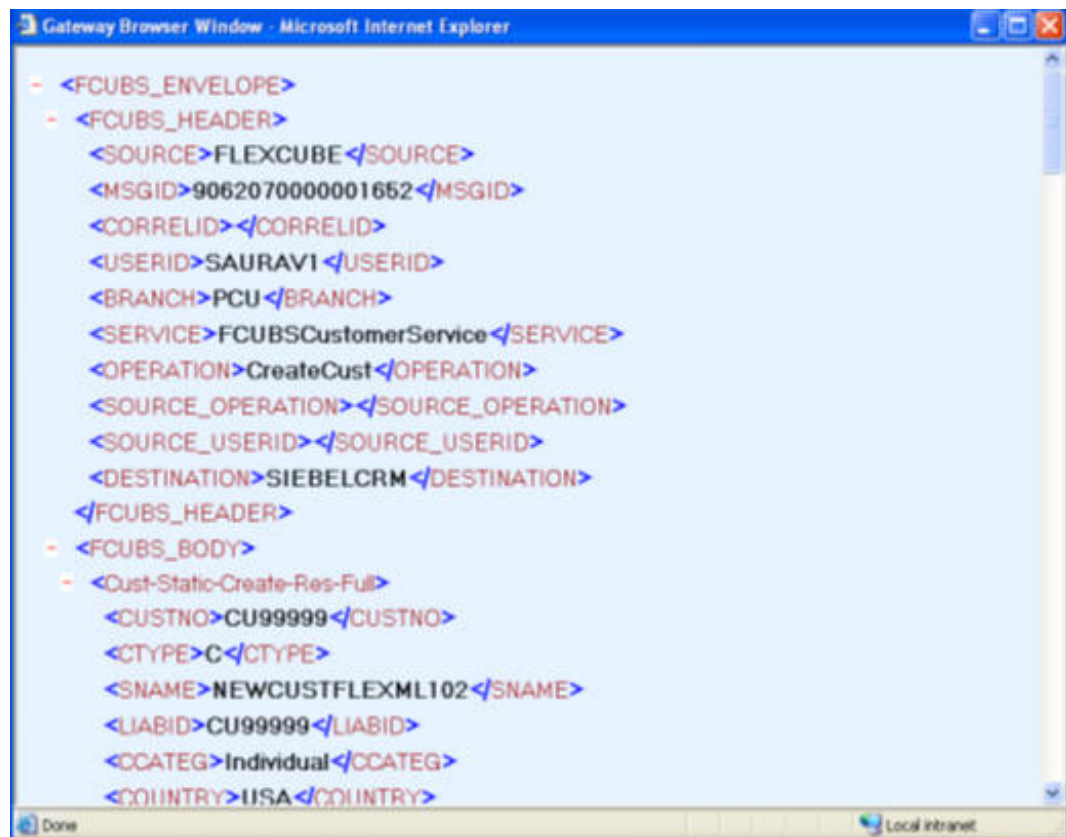 Gateway Browser Window - Microsoft Internet Explorer
- <FCUBS_ENVELOPE>
- <FCUBS_HEADER>
<SOURCE>FLEXCUBE</SOURCE>
<MSGID>9062070000001652</MSGID>
<CORRELID></CORRELID>
<USERID>SAURAV1</USERID>
<BRANCH>PCU</BRANCH>
<SERVICE>FCUBSCustomerService</SERVICE>
<OPERATION>CreateCust</OPERATION>
<SOURCE_OPERATION></SOURCE_OPERATION>
<SOURCE_USERID></SOURCE_USERID>
<DESTINATION>SIEBELCRM</DESTINATION>
</FCUBS_HEADER>
- <FCUBS_BODY>
- <Cust-Static-Create-Res-Full>
<CUSTNO>CU99999</CUSTNO>
<CTYPE>C</CTYPE>
<SNAME>NEWCUSTFLEXML102</SNAME>
<LIABID>CU99999</LIABID>
<CCATEG>Individual</CCATEG>
<COUNTRY>USA</COUNTRY>
Done Local intranet